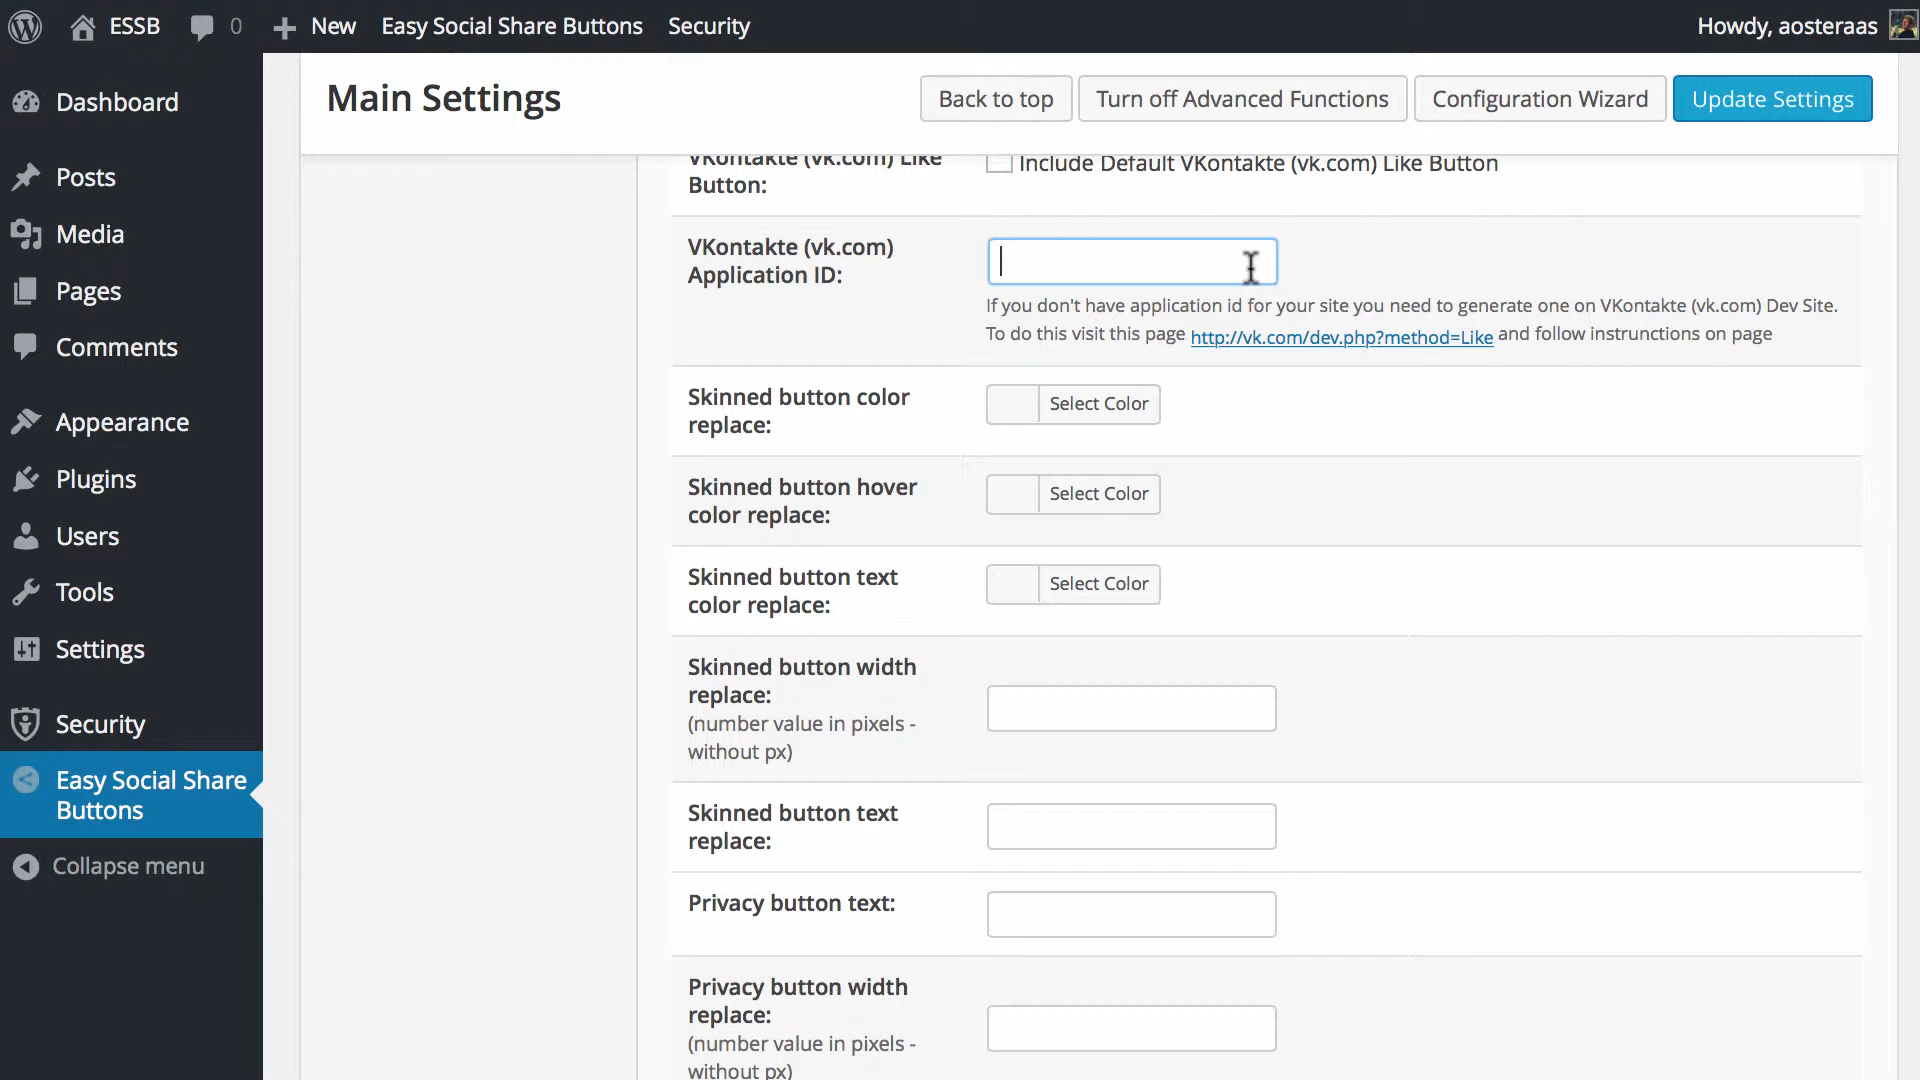 ESSB 0 New Easy Social Share Buttons Security Howdy, aosteraas
Dashboard
Posts
Media
Pages
Comments
Appearance
Plugins
Users
Tools
Settings
Security
Easy Social Share
Buttons
Collapse menu
Main Settings
Back to top Turn off Advanced Functions Configuration Wizard Update Settings
VKontakte (vk.com) Like
Button:
Include Default VKontakte (vk.com) Like Button
VKontakte (vk.com)
Application ID:
If you don't have application id for your site you need to generate one on VKontakte (vk.com) Dev Site.
To do this visit this page http://vk.com/dev.php?method=Like and follow instrunctions on page
Skinned button color
replace:
Select Color
Skinned button hover
color replace:
Select Color
Skinned button text
color replace:
Select Color
Skinned button width
replace:
(number value in pixels -
without px)
Skinned button text
replace:
Privacy button text:
Privacy button width
replace:
(number value in pixels -
without px)